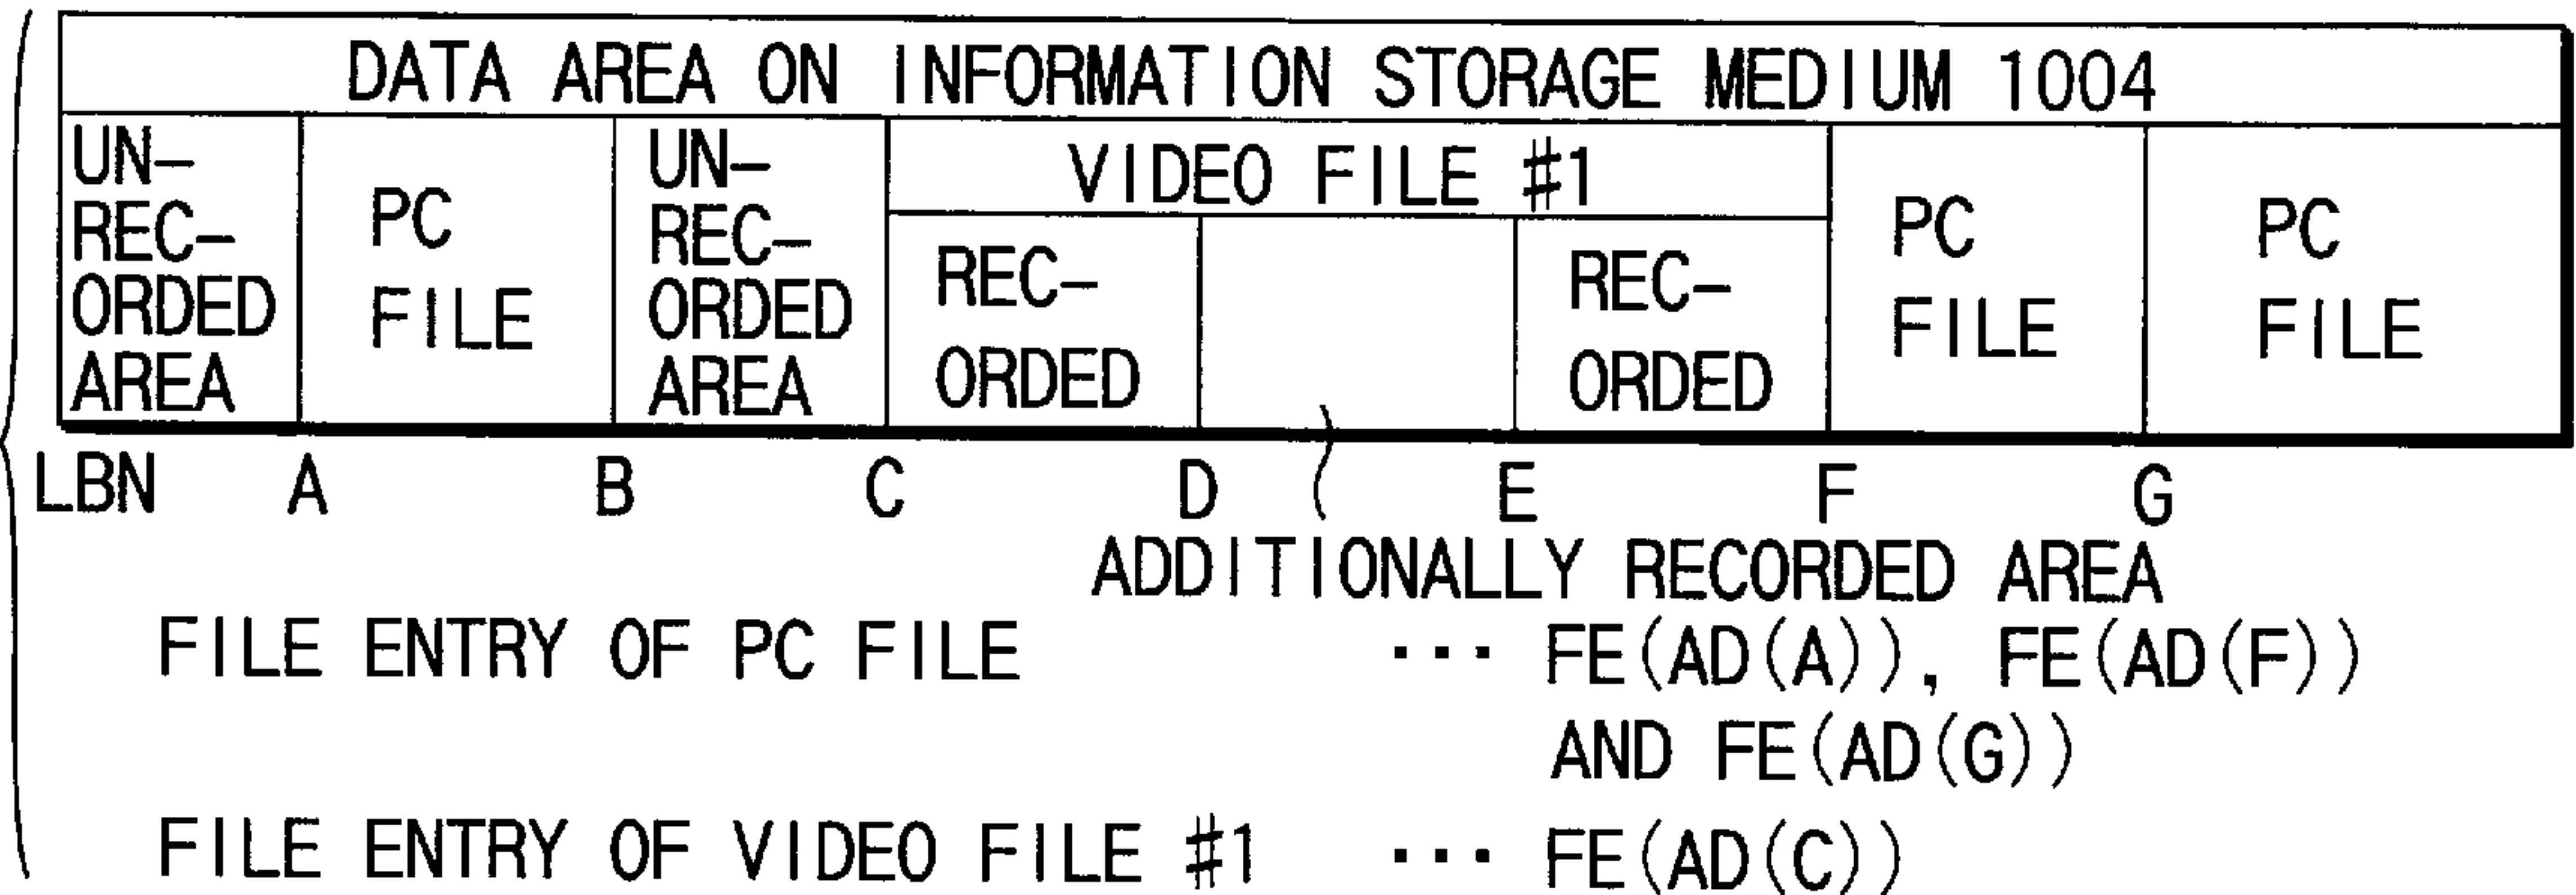 DATA AREA ON INFORMATION STORAGE MEDIUM 1004
UN-
REC-
ORDED
AREA
PC
FILE
UN-
REC-
ORDED
AREA
VIDEO FILE #1
REC-
ORDED
REC-
ORDED
PC
FILE
PC
FILE
LBN A B C D E F G
ADDITIONALLY RECORDED AREA
FILE ENTRY OF PC FILE ··· FE(AD(A)), FE(AD(F))
AND FE(AD(G))
FILE ENTRY OF VIDEO FILE #1 ··· FE(AD(C))